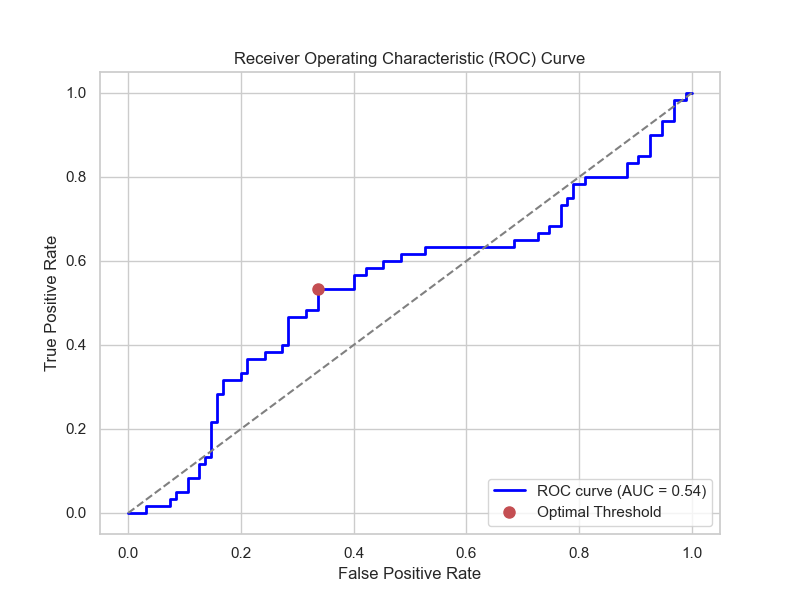 Receiver Operating Characteristic (ROC) Curve
True Positive Rate
1.0
0.8
0.6
0.4
0.2
0.0
0.0 0.2 0.4 0.6 0.8 1.0
False Positive Rate
ROC curve (AUC = 0.54)
Optimal Threshold